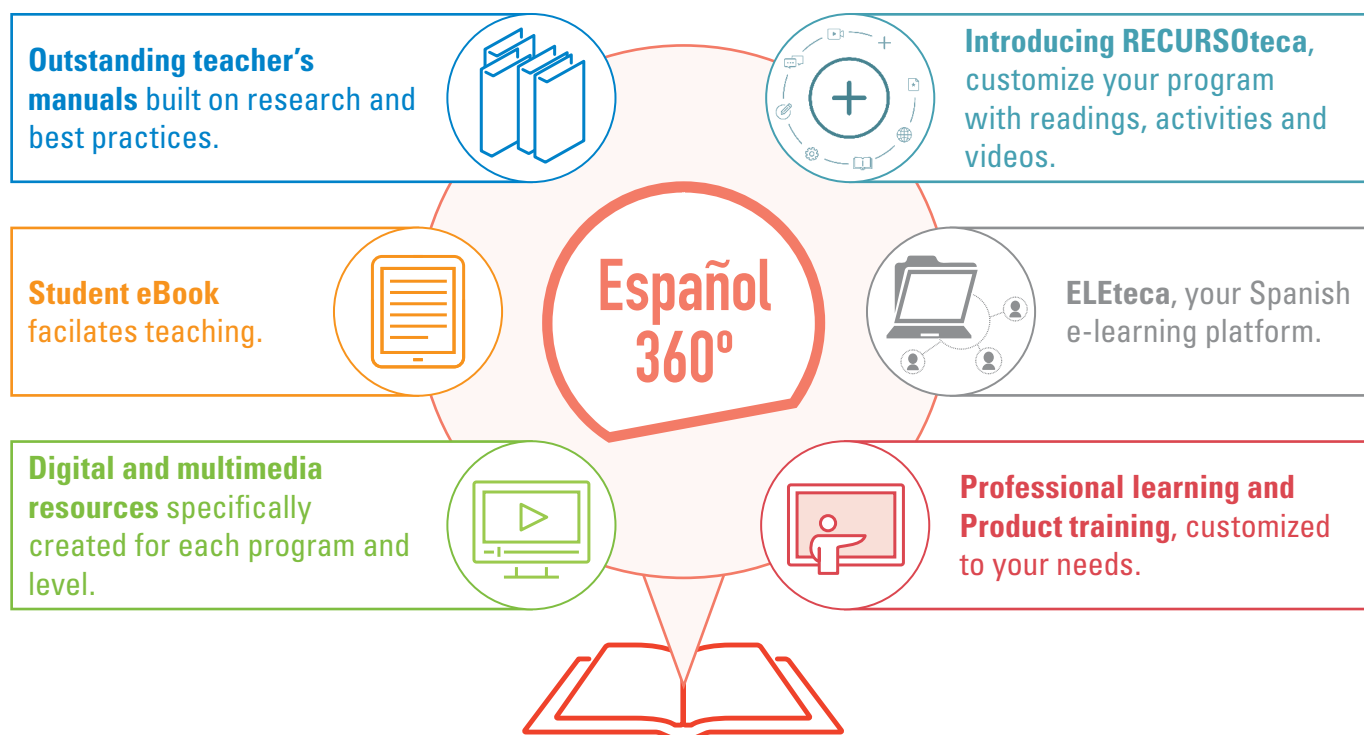 Outstanding teacher's
manuals built on research and
best practices.
Introducing RECURSOteca,
customize your program
with readings, activities and
videos.
Student eBook
facilates teaching.
Español
360º
ELEteca, your Spanish
e-learning platform.
Digital and multimedia
resources specifically
created for each program and
level.
Professional learning and
Product training, customized
to your needs.